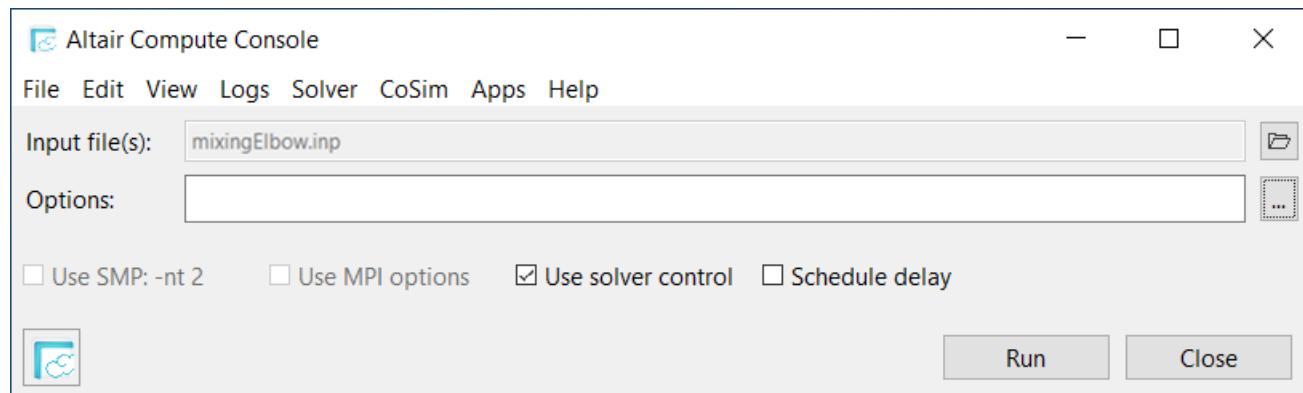 Altair Compute Console
File Edit View Logs Solver CoSim Apps Help
Input file(s): mixingElbow.inp
Options: ...
Use SMP: -nt 2 Use MPI options Use solver control Schedule delay
Run Close